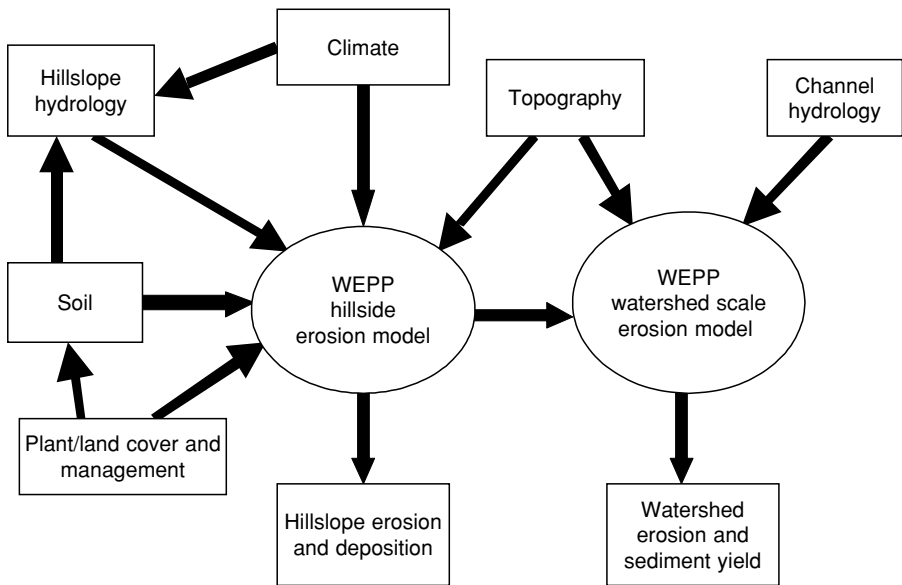 Climate
Hillslope
hydrology
Topography
Channel
hydrology
Soil
WEPP
hillside
erosion model
WEPP
watershed scale
erosion model
Plant/land cover and
management
Hillslope erosion
and deposition
Watershed
erosion and
sediment yield